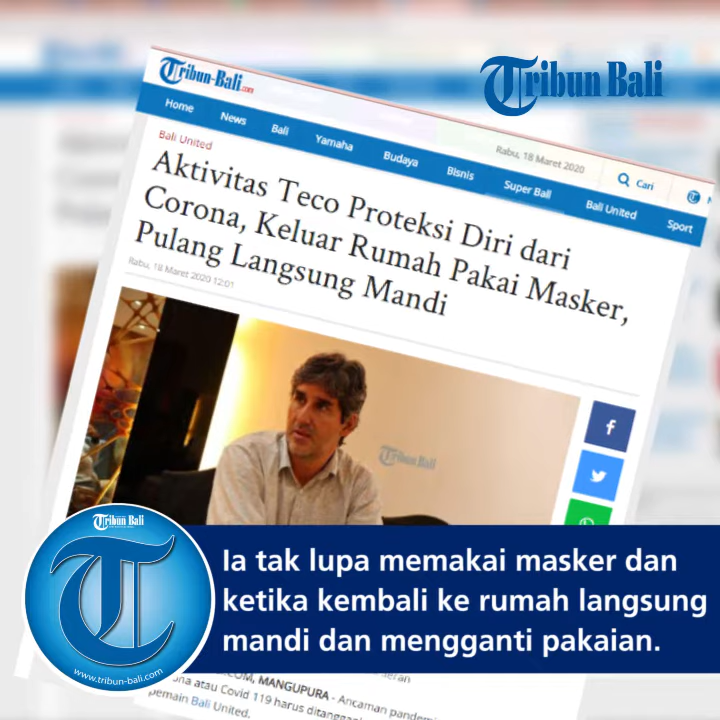 Tribun-Bali.com
Tribun Bali
Home News Bali Yamaha Budaya Bisnis Super Ball Bali United Sport
Rabu, 18 Maret 2020
Cari
Bali United
Aktivitas Teco Proteksi Diri dari
Corona, Keluar Rumah Pakai Masker,
Pulang Langsung Mandi
Rabu, 18 Maret 2020 12:01
Tribun Bali
Tribun Bali
Ia tak lupa memakai masker dan
ketika kembali ke rumah langsung
mandi dan mengganti pakaian.
www.tribun-bali.com
MANGUPURA - Ancaman pandemi
atau Covid 119 harus ditangga
pemain Bali United.